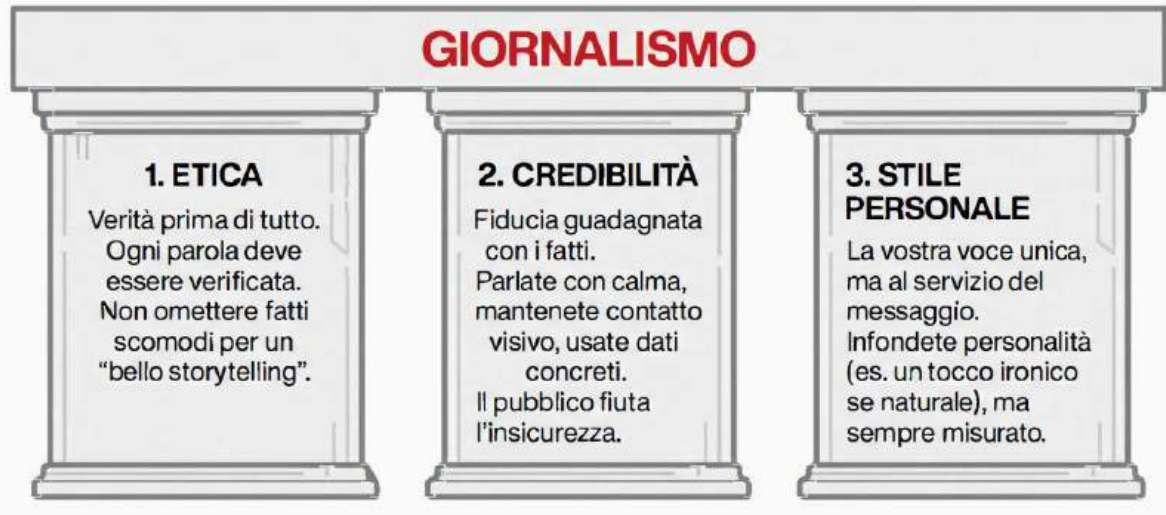 GIORNALISMO
1. ETICA
Verità prima di tutto.
Ogni parola deve
essere verificata.
Non omettere fatti
scomodi per un
“bello storytelling”.
2. CREDIBILITÀ
Fiducia guadagnata
con i fatti.
Parlate con calma,
mantenete contatto
visivo, usate dati
concreti.
Il pubblico fiuta
l’insicurezza.
3. STILE
PERSONALE
La vostra voce unica,
ma al servizio del
messaggio.
Infondete personalità
(es. un tocco ironico
se naturale), ma
sempre misurato.